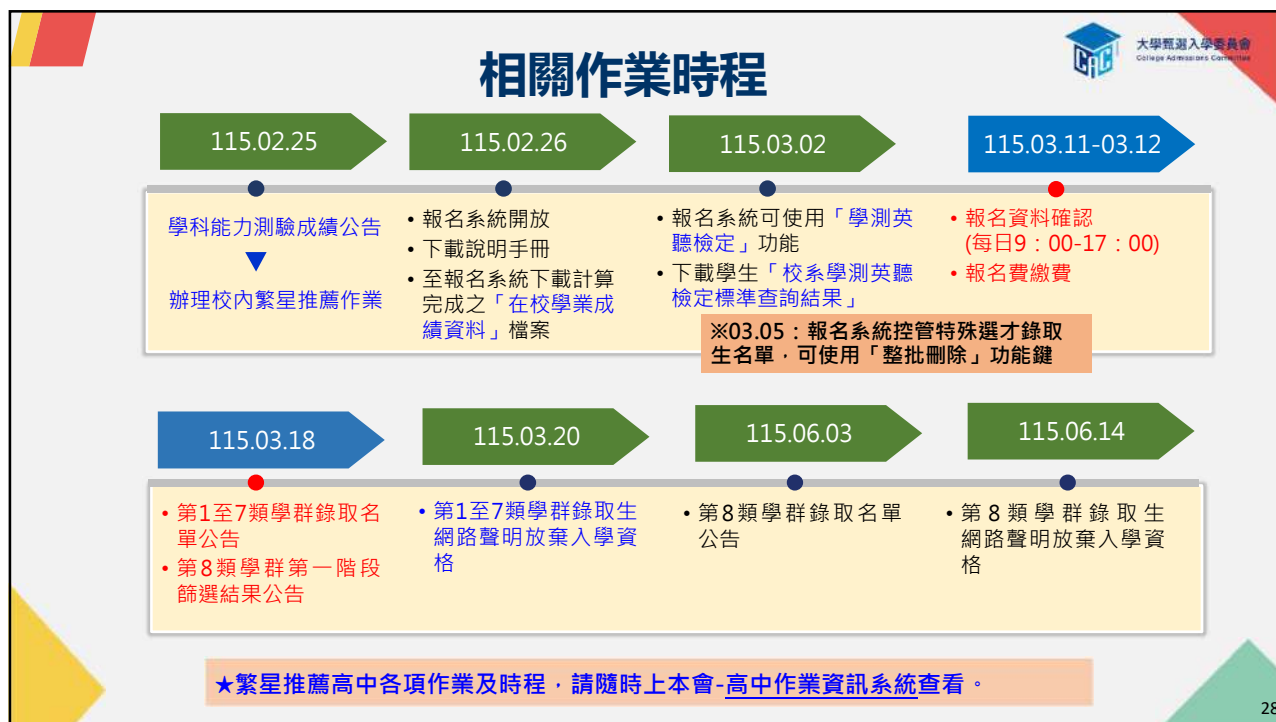 相關作業時程
大學甄選入學委員會
College Admissions Committee
115.02.25
115.02.26
115.03.02
115.03.11-03.12
學科能力測驗成績公告
辦理校內繁星推薦作業
• 報名系統開放
• 下載說明手冊
• 至報名系統下載計算
完成之「在校學業成
績資料」檔案
• 報名系統可使用「學測英
聽檢定」功能
• 下載學生「校系學測英聽
檢定標準查詢結果」
※03.05：報名系統控管特殊選才錄取
生名單，可使用「整批刪除」功能鍵
• 報名資料確認
(每日9：00-17：00)
• 報名費繳費
115.03.18
115.03.20
115.06.03
115.06.14
• 第1至7類學群錄取名
單公告
• 第8類學群第一階段
篩選結果公告
• 第1至7類學群錄取生
網路聲明放棄入學資
格
• 第8類學群錄取名單
公告
• 第8類學群錄取生
網路聲明放棄入學資
格
★繁星推薦高中各項作業及時程，請隨時上本會-高中作業資訊系統查看。
28